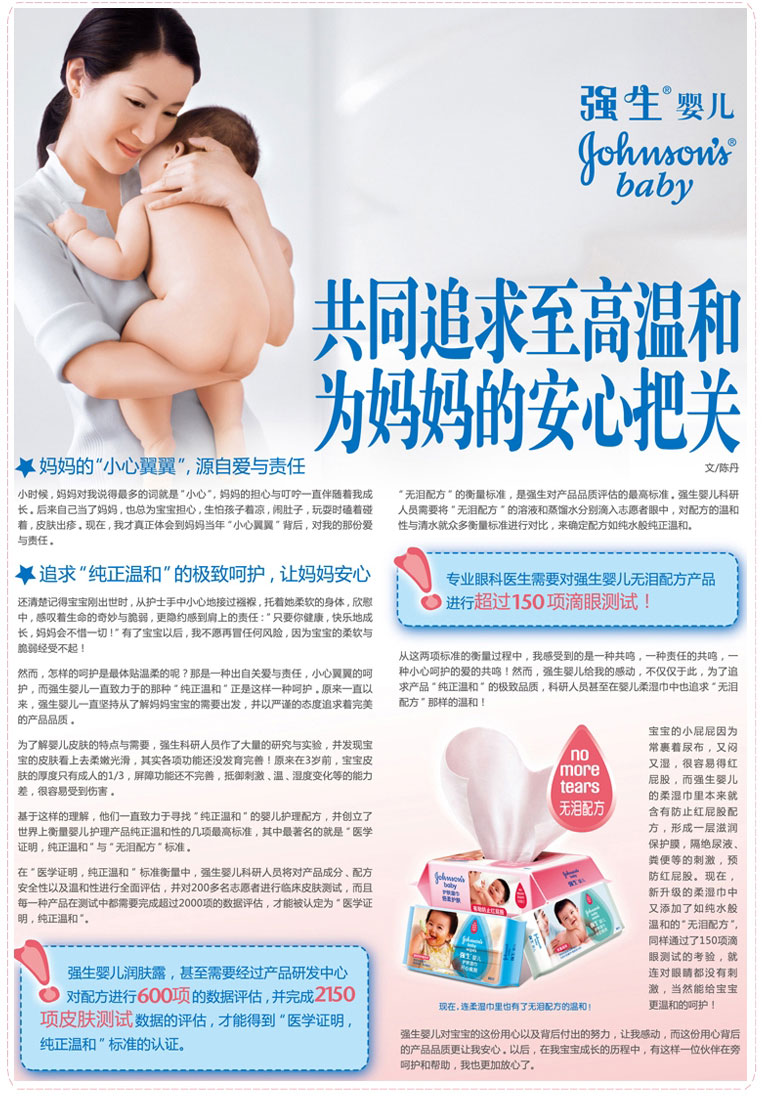 强生®婴儿
Johnson's®
baby
共同追求至高温和
为妈妈的安心把关
文/陈丹
妈妈的“小心翼翼”，源自爱与责任
小时候，妈妈对我说得最多的词就是“小心”，妈妈的担心与叮咛一直伴随着我成
长。后来自己当了妈妈，也总为宝宝担心，生怕孩子着凉，闹肚子，玩耍时磕着碰
着，皮肤出疹。现在，我才真正体会到妈妈当年“小心翼翼”背后，对我的那份爱
与责任。
追求“纯正温和”的极致呵护，让妈妈安心
还清楚记得宝宝刚出世时，从护士手中小心地接过襁褓，托着她柔软的身体，欣慰
中，感叹着生命的奇妙与脆弱，更隐约感到肩上的责任：“只要你健康，快乐地成
长，妈妈会不惜一切！”有了宝宝以后，我不愿再冒任何风险，因为宝宝的柔软与
脆弱经受不起！
然而，怎样的呵护是最体贴温柔的呢？那是一种出自关爱与责任，小心翼翼的呵
护，而强生婴儿一直致力于的那种“纯正温和”正是这样一种呵护。原来一直以
来，强生婴儿一直坚持从了解妈妈宝宝的需要出发，并以严谨的态度追求着完美
的产品品质。
为了解婴儿皮肤的特点与需要，强生科研人员作了大量的研究与实验，并发现宝
宝的皮肤看上去柔嫩光滑，其实各项功能还没发育完善！原来在3岁前，宝宝皮
肤的厚度只有成人的1/3，屏障功能还不完善，抵御刺激、温、湿度变化等的能力
差，很容易受到伤害。
基于这样的理解，他们一直致力于寻找“纯正温和”的婴儿护理配方，并创立了
世界上衡量婴儿护理产品纯正温和性的几项最高标准，其中最著名的就是“医学
证明，纯正温和”与“无泪配方”标准。
在“医学证明，纯正温和”标准衡量中，强生婴儿科研人员将对产品成分、配方
安全性以及温和性进行全面评估，并对200多名志愿者进行临床皮肤测试，而且
每一种产品在测试中都需要完成超过2000项的数据评估，才能被认定为“医学证
明，纯正温和”。
强生婴儿润肤露，甚至需要经过产品研发中心
对配方进行600项的数据评估，并完成2150
项皮肤测试数据的评估，才能得到“医学证明，
纯正温和”标准的认证。
“无泪配方”的衡量标准，是强生对产品品质评估的最高标准。强生婴儿科研
人员需要将“无泪配方”的溶液和蒸馏水分别滴入志愿者眼中，对配方的温和
性与清水就众多衡量标准进行对比，来确定配方如纯水般纯正温和。
专业眼科医生需要对强生婴儿无泪配方产品
进行超过150项滴眼测试！
从这两项标准的衡量过程中，我感受到的是一种共鸣，一种责任的共鸣，一
种小心呵护的爱的共鸣！然而，强生婴儿给我的感动，不仅仅于此，为了追
求产品“纯正温和”的极致品质，科研人员甚至在婴儿柔湿巾中也追求“无泪
配方”那样的温和！
no
more
tears
无泪配方
Johnson's
baby
强生
现在，连柔湿巾里也有了无泪配方的温和！
宝宝的小屁屁因为
常裹着尿布，又闷
又湿，很容易得红
屁股，而强生婴儿
的柔湿巾里本来就
含有防止红屁股配
方，形成一层滋润
保护膜，隔绝尿液、
粪便等的刺激，预
防红屁股。现在，
新升级的柔湿巾中
又添加了如纯水般
温和的“无泪配方”，
同样通过了150项滴
眼测试的考验，就
连对眼睛都没有刺
激，当然能给宝宝
更温和的呵护！
强生婴儿对宝宝的这份用心以及背后付出的努力，让我感动，而这份用心背后
的产品品质更让我安心。以后，在我宝宝成长的历程中，有这样一位伙伴在旁
呵护和帮助，我也更加放心了。